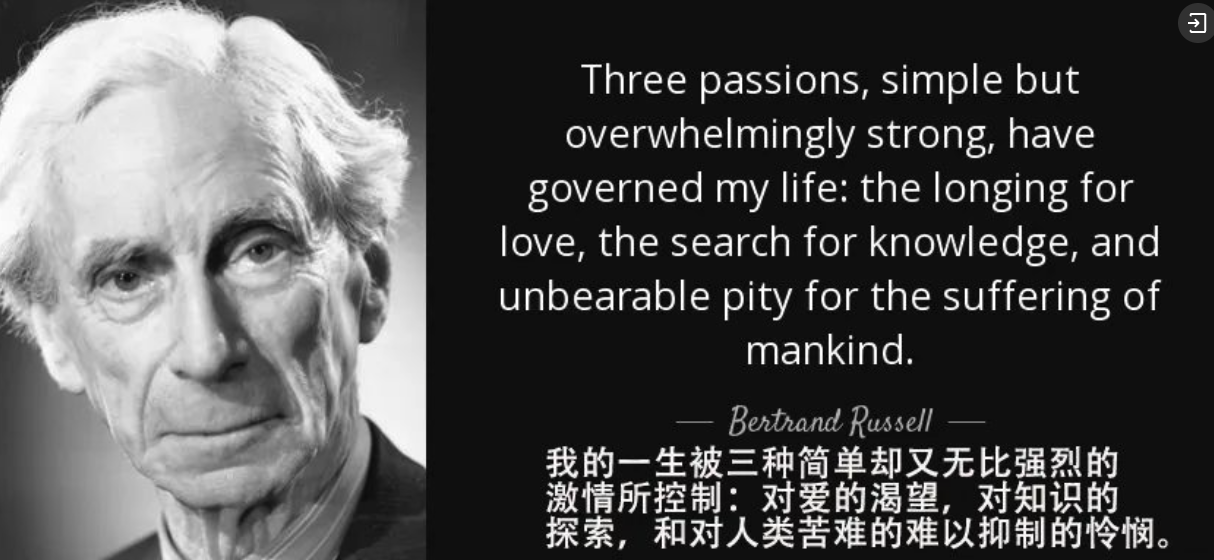 Three passions, simple but
overwhelmingly strong, have
governed my life: the longing for
love, the search for knowledge, and
unbearable pity for the suffering of
mankind.
— Bertrand Russell —
我的一生被三种简单却又无比强烈的
激情所控制：对爱的渴望，对知识的
探索，和对人类苦难的难以抑制的怜悯。